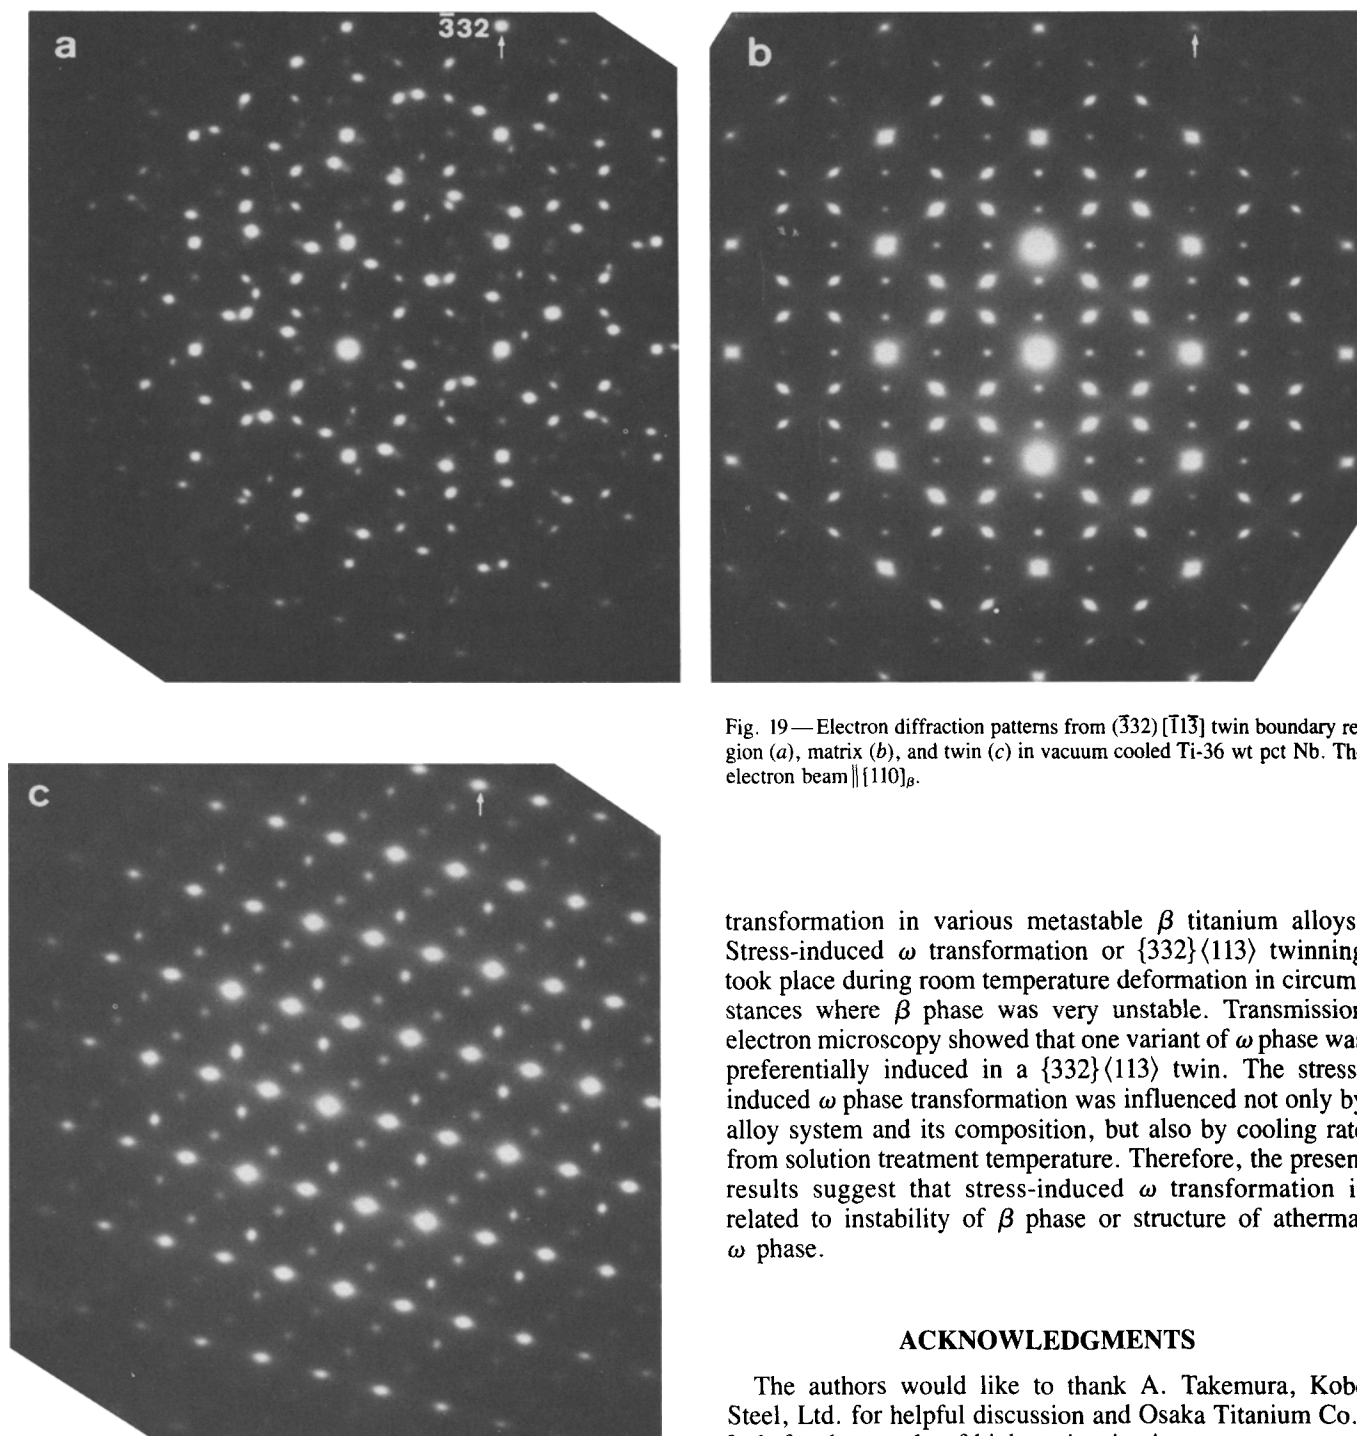 a
3̅32
b
Fig. 19—Electron diffraction patterns from (3̅32) [1̅13̅] twin boundary re
gion (a), matrix (b), and twin (c) in vacuum cooled Ti-36 wt pct Nb. Th
electron beam ∥ [110]β.
c
transformation in various metastable β titanium alloys
Stress-induced ω transformation or {332}⟨113⟩ twinning
took place during room temperature deformation in circum
stances where β phase was very unstable. Transmission
electron microscopy showed that one variant of ω phase wa
preferentially induced in a {332}⟨113⟩ twin. The stress
induced ω phase transformation was influenced not only by
alloy system and its composition, but also by cooling rate
from solution treatment temperature. Therefore, the presen
results suggest that stress-induced ω transformation i
related to instability of β phase or structure of atherma
ω phase.
ACKNOWLEDGMENTS
The authors would like to thank A. Takemura, Kobe
Steel, Ltd. for helpful discussion and Osaka Titanium Co.